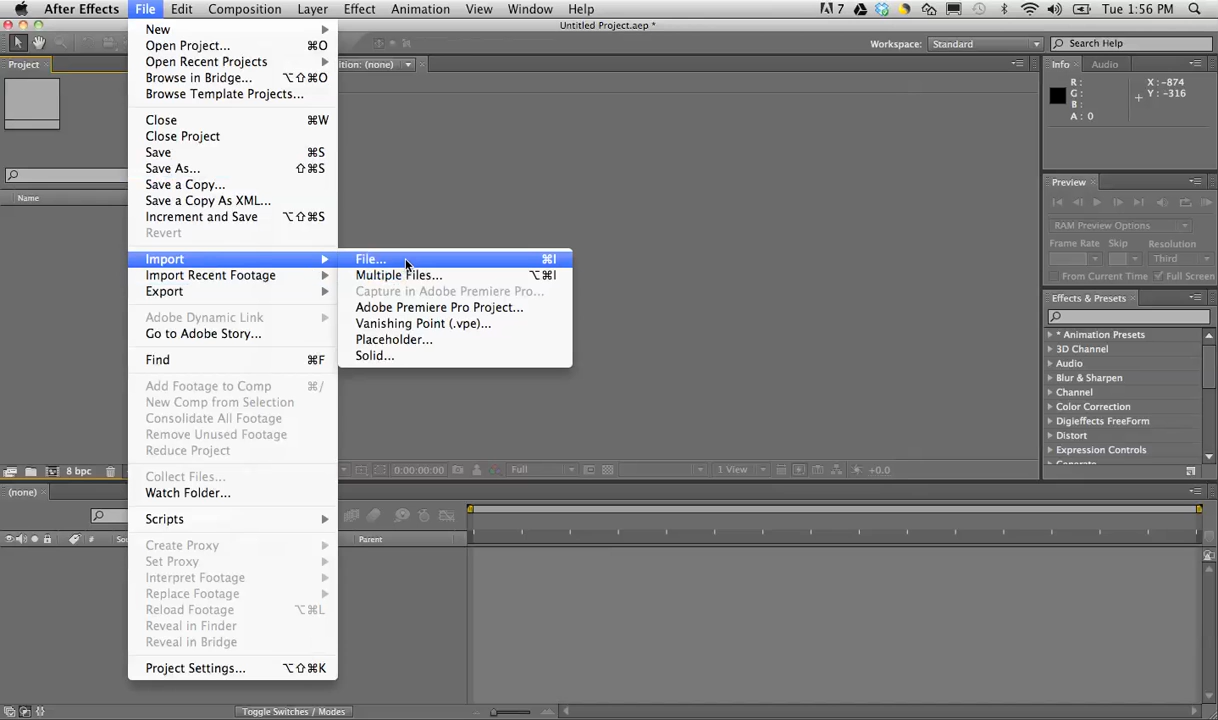 After Effects File Edit Composition Layer Effect Animation View Window Help 7 Tue 1:56 PM
Untitled Project.aep *
Workspace: Standard Search Help
Project
ition: (none)
Info Audio
R :
G :
B :
A : 0
X : -874
Y : -316
New
Open Project... ⌘O
Open Recent Projects
Browse in Bridge... ⌥⇧⌘O
Browse Template Projects...
Close ⌘W
Close Project
Save ⌘S
Save As... ⇧⌘S
Save a Copy...
Save a Copy As XML...
Increment and Save ⌥⇧⌘S
Revert
Import
Import Recent Footage
Export
Adobe Dynamic Link
Go to Adobe Story...
Find ⌘F
Add Footage to Comp ⌘/
New Comp from Selection
Consolidate All Footage
Remove Unused Footage
Reduce Project
Collect Files...
Watch Folder...
Scripts
Create Proxy
Set Proxy
Interpret Footage
Replace Footage
Reload Footage ⌥⌘L
Reveal in Finder
Reveal in Bridge
Project Settings... ⌥⇧⌘K
File... ⌘I
Multiple Files... ⌥⌘I
Capture in Adobe Premiere Pro...
Adobe Premiere Pro Project...
Vanishing Point (.vpe)...
Placeholder...
Solid...
Name
Preview
RAM Preview Options
Frame Rate Skip Resolution
Third
From Current Time Full Screen
Effects & Presets
* Animation Presets
3D Channel
Audio
Blur & Sharpen
Channel
Color Correction
Digieffects FreeForm
Distort
Expression Controls
Generate
8 bpc
0:00:00:00 Full 1 View +0.0
(none)
# Sou
Parent
Toggle Switches / Modes